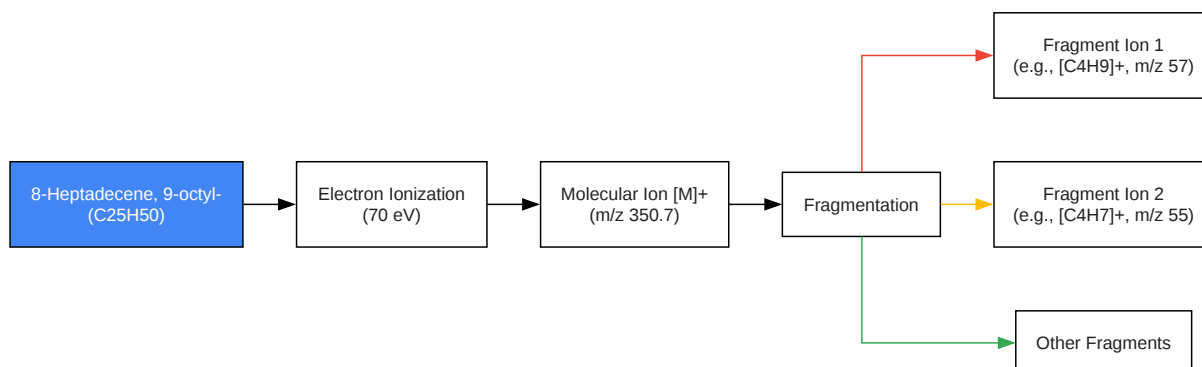 8-Heptadecene, 9-octyl-
(C25H50)
Electron Ionization
(70 eV)
Molecular Ion [M]+
(m/z 350.7)
Fragmentation
Fragment Ion 1
(e.g., [C4H9]+, m/z 57)
Fragment Ion 2
(e.g., [C4H7]+, m/z 55)
Other Fragments